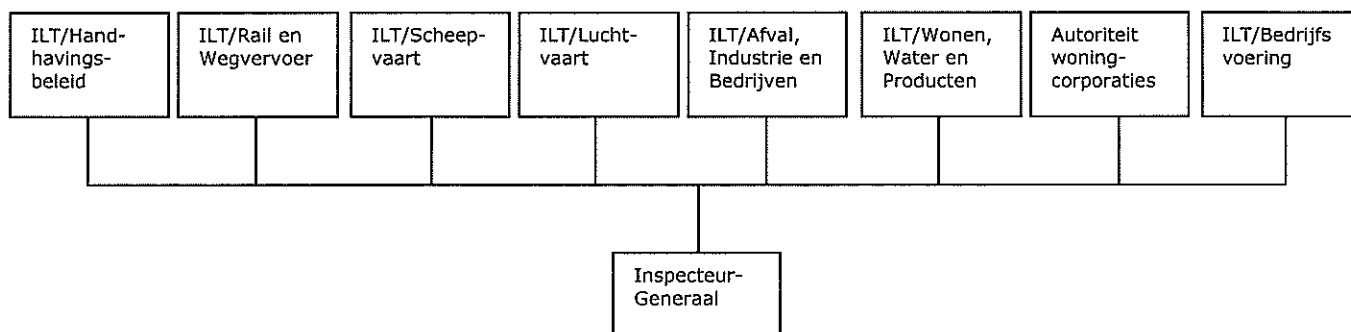 ILT/Hand-
havings-
beleid
ILT/Rail en
Wegvervoer
ILT/Scheep-
vaart
ILT/Lucht-
vaart
ILT/Afval,
Industrie en
Bedrijven
ILT/Wonen,
Water en
Producten
Autoriteit
woning-
corporaties
ILT/Bedrijfs
voering
Inspecteur-
Generaal